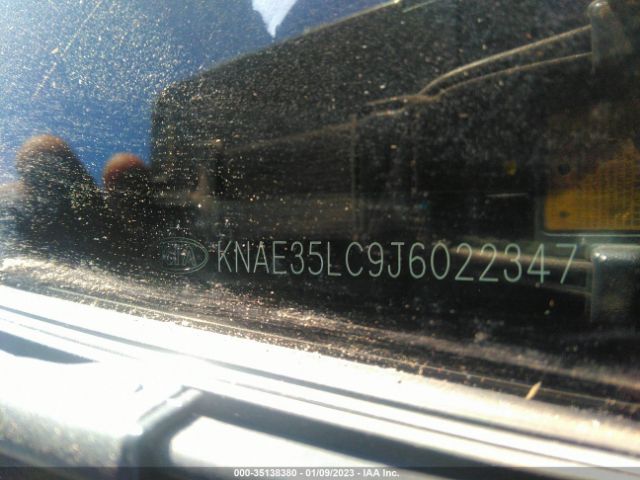 KIA KNAE35LC9J6022347
000-35138380 - 01/09/2023 - IAA Inc.